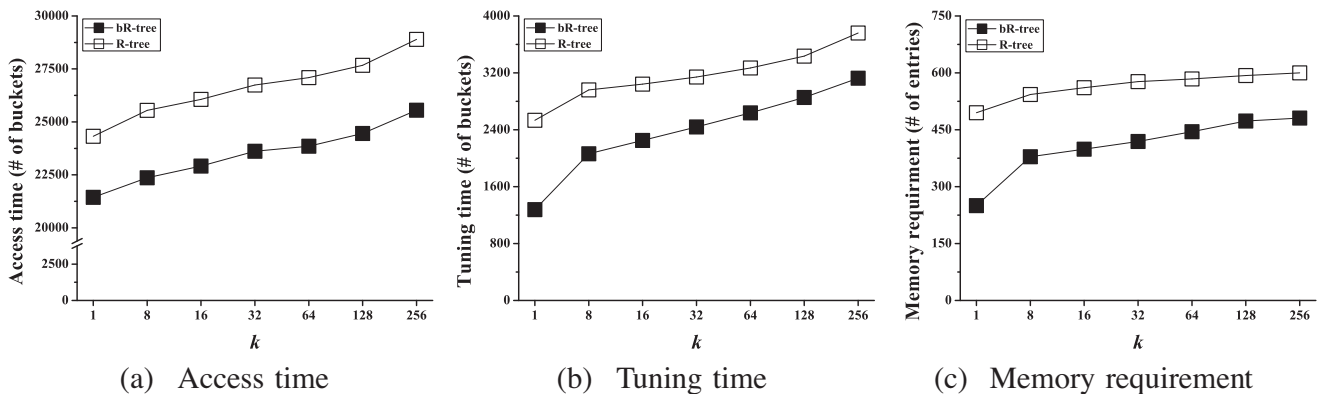 30000
27500
25000
22500
20000
2500
0
Access time (# of buckets)
bR-tree
R-tree
1 8 16 32 64 128 256
k
(a) Access time
4000
3200
2400
1600
800
0
Tuning time (# of buckets)
bR-tree
R-tree
1 8 16 32 64 128 256
k
(b) Tuning time
750
600
450
300
150
0
Memory requirment (# of entries)
bR-tree
R-tree
1 8 16 32 64 128 256
k
(c) Memory requirement